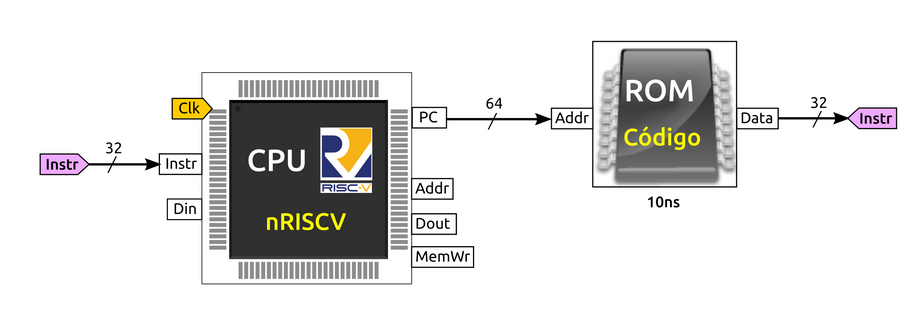 Instr
32
Clk
Instr
Din
CPU
RISC-V
nRISCV
PC
Addr
Dout
MemWr
64
Addr
ROM
Código
Data
10ns
32
Instr